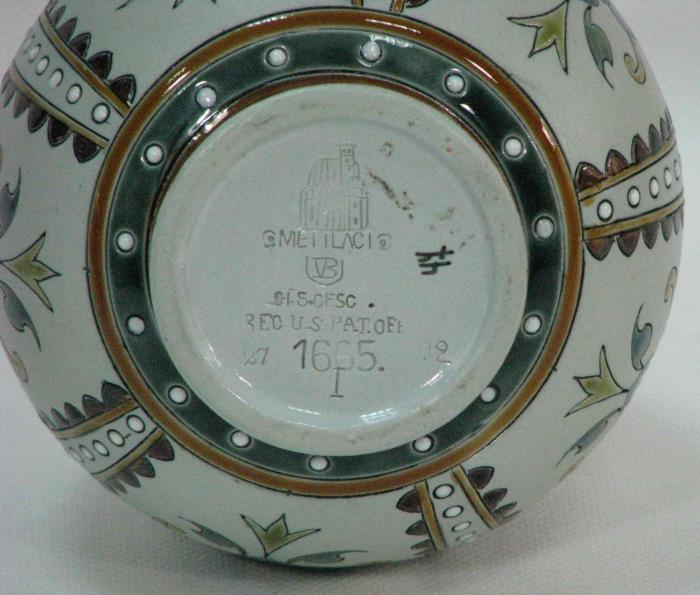 METTLACH
VB
GES.GESC.
REG U.S PAT.OFF
27 1665. 12
I